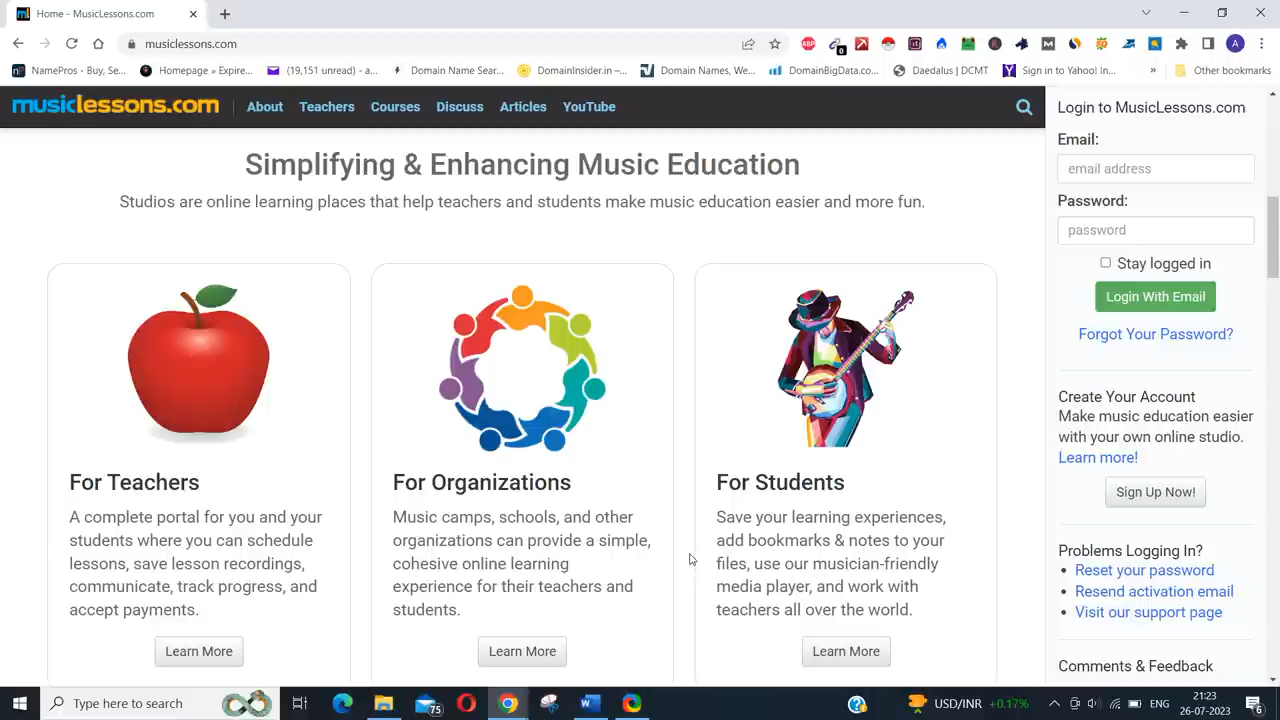 Home - MusicLessons.com
musiclessons.com
ABP
0
A
NamePros - Buy, Se...
Homepage » Expire...
(19,151 unread) - a...
Domain Name Sear...
DomainInsider.in –...
Domain Names, We...
DomainBigData.co...
Daedalus | DCMT
Sign in to Yahoo! In...
»
Other bookmarks
musiclessons.com
About
Teachers
Courses
Discuss
Articles
YouTube
Simplifying & Enhancing Music Education
Studios are online learning places that help teachers and students make music education easier and more fun.
For Teachers
A complete portal for you and your
students where you can schedule
lessons, save lesson recordings,
communicate, track progress, and
accept payments.
Learn More
For Organizations
Music camps, schools, and other
organizations can provide a simple,
cohesive online learning
experience for their teachers and
students.
Learn More
For Students
Save your learning experiences,
add bookmarks & notes to your
files, use our musician-friendly
media player, and work with
teachers all over the world.
Learn More
Login to MusicLessons.com
Email:
email address
Password:
password
Stay logged in
Login With Email
Forgot Your Password?
Create Your Account
Make music education easier
with your own online studio.
Learn more!
Sign Up Now!
Problems Logging In?
• Reset your password
• Resend activation email
• Visit our support page
Comments & Feedback
Type here to search
75
USD/INR +0.17%
ENG
21:23
26-07-2023
6